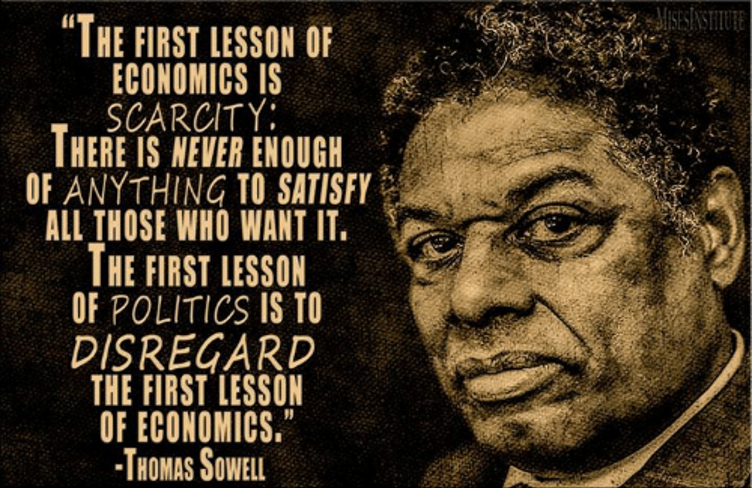 MISESINSTITUTE
“THE FIRST LESSON OF
ECONOMICS IS
SCARCITY:
THERE IS NEVER ENOUGH
OF ANYTHING TO SATISFY
ALL THOSE WHO WANT IT.
THE FIRST LESSON
OF POLITICS IS TO
DISREGARD
THE FIRST LESSON
OF ECONOMICS.”
-THOMAS SOWELL